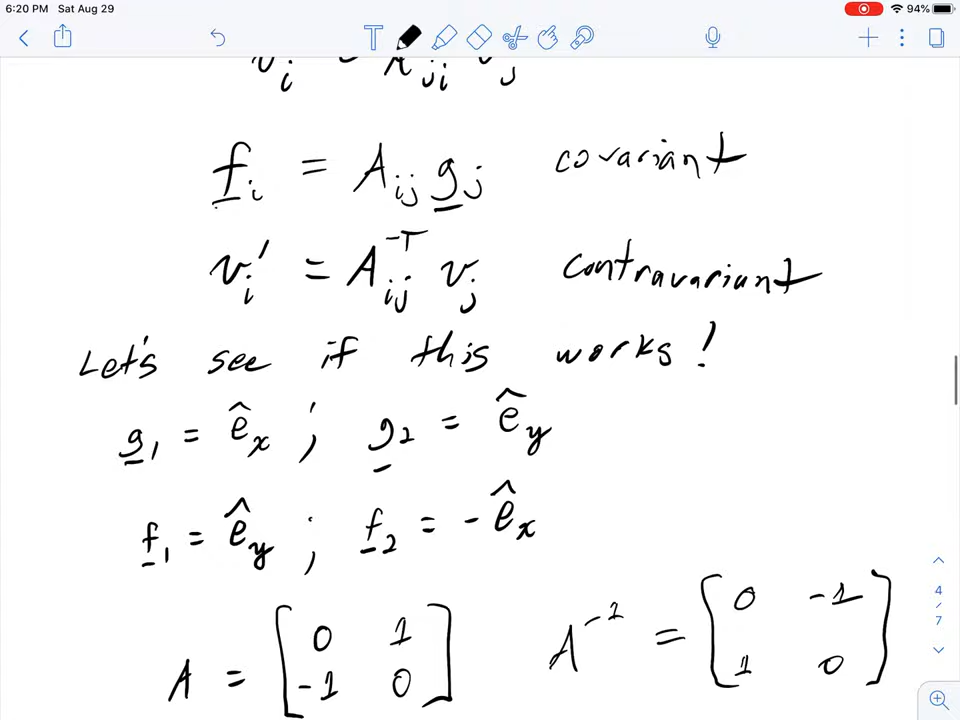 6:20 PM Sat Aug 29 94%
f_i = A_ij g_j covariant
v_i' = A_ij^-T v_j contravariant
Let's see if this works!
g_1 = ê_x ; g_2 = ê_y
f_1 = ê_y ; f_2 = -ê_x
A = [0 1 -1 0] A^-1 = [0 -1 1 0]
4/7